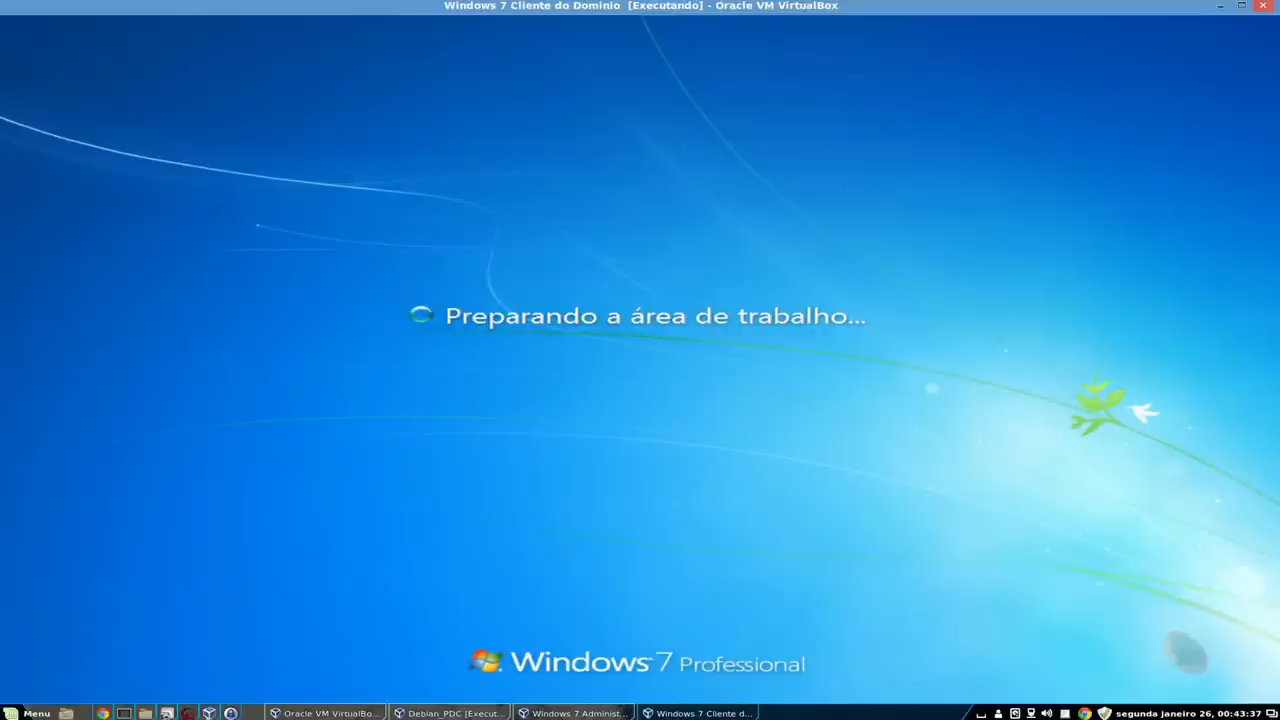 Windows 7 Cliente do Dominio [Executando] - Oracle VM VirtualBox
Preparando a área de trabalho...
Windows 7 Professional
Menu
Oracle VM VirtualBo...
Debian_PDC [Execut...
Windows 7 Administ...
Windows 7 Cliente d...
segunda janeiro 26, 00:43:37